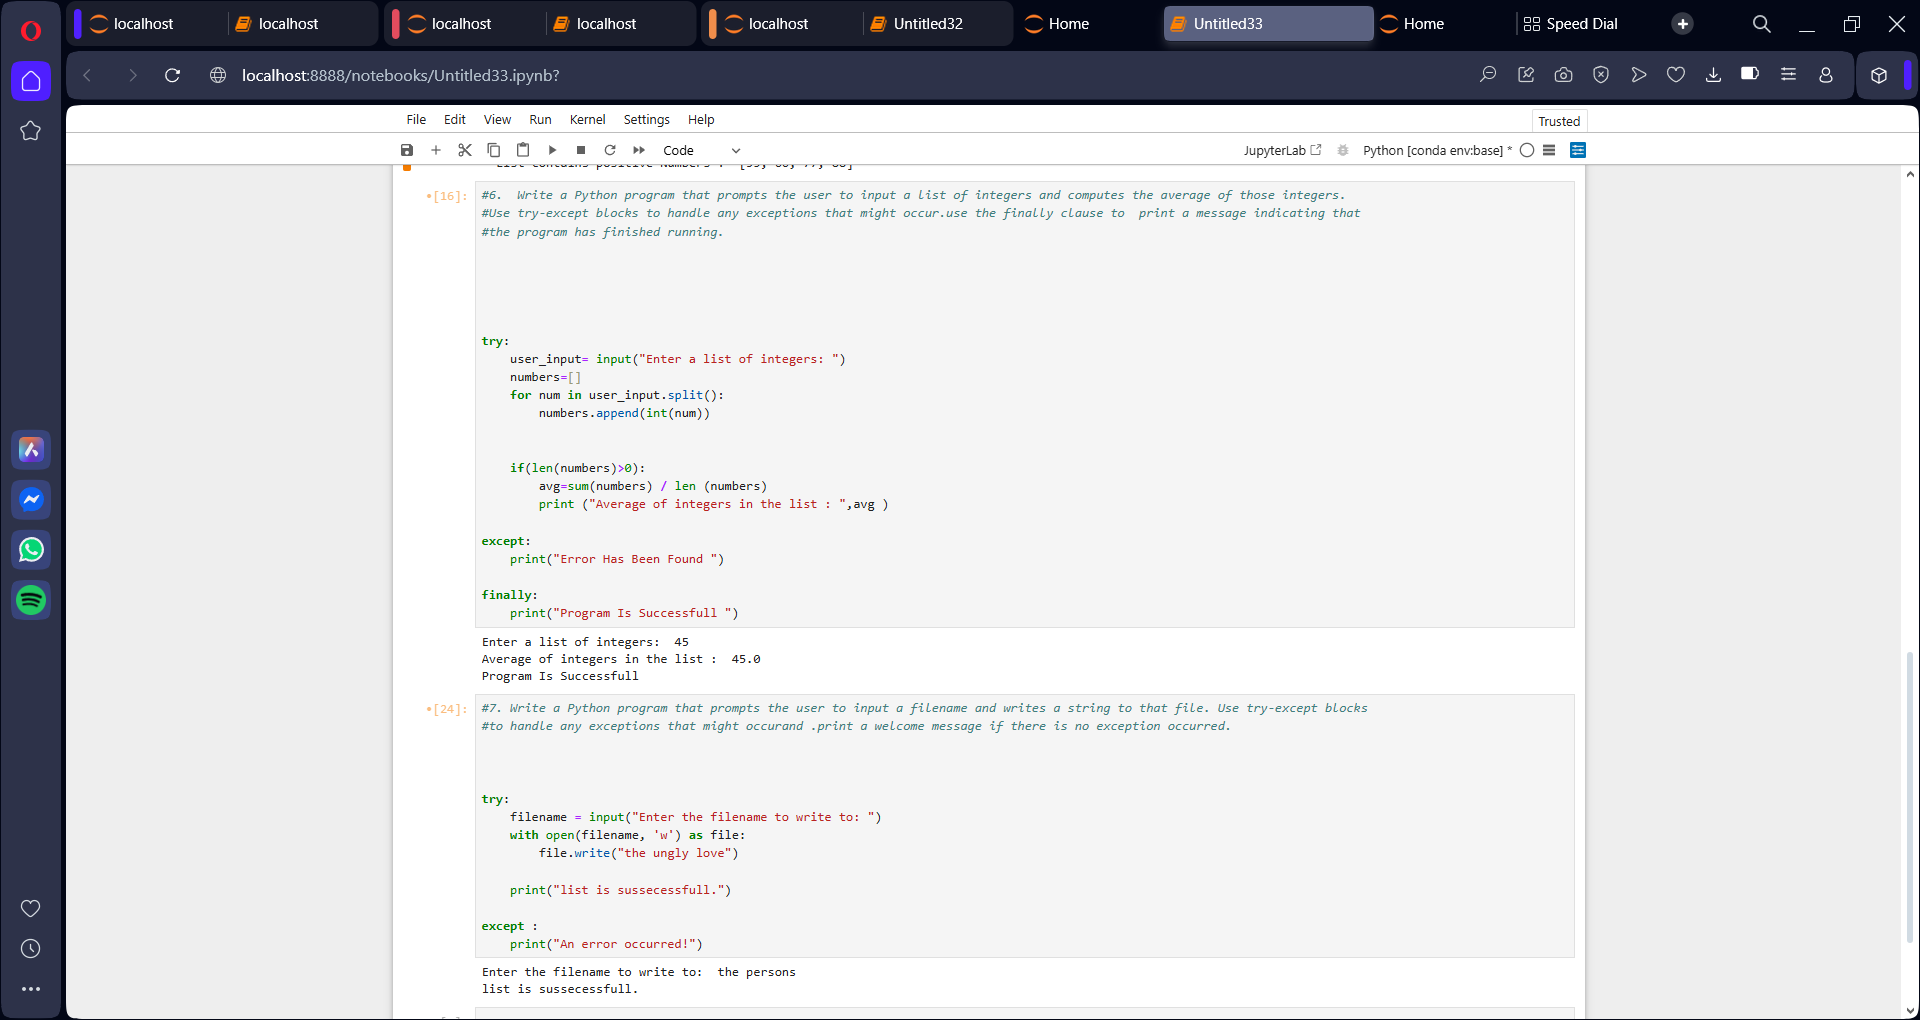 localhost localhost localhost localhost localhost Untitled32 Home Untitled33 Home Speed Dial
localhost:8888/notebooks/Untitled33.ipynb?
File Edit View Run Kernel Settings Help
Trusted
Code JupyterLab Python [conda env:base] *
[16]:
#6.  Write a Python program that prompts the user to input a list of integers and computes the average of those integers.
#Use try-except blocks to handle any exceptions that might occur.use the finally clause to  print a message indicating that
#the program has finished running.
try:
user_input= input("Enter a list of integers: ")
numbers=[]
for num in user_input.split():
numbers.append(int(num))
if(len(numbers)>0):
avg=sum(numbers) / len (numbers)
print ("Average of integers in the list : ",avg )
except:
print("Error Has Been Found ")
finally:
print("Program Is Successfull ")
Enter a list of integers:  45
Average of integers in the list :  45.0
Program Is Successfull
[24]:
#7. Write a Python program that prompts the user to input a filename and writes a string to that file. Use try-except blocks
#to handle any exceptions that might occurand .print a welcome message if there is no exception occurred.
try:
filename = input("Enter the filename to write to: ")
with open(filename, 'w') as file:
file.write("the ungly love")
print("list is sussecessfull.")
except :
print("An error occurred!")
Enter the filename to write to:  the persons
list is sussecessfull.